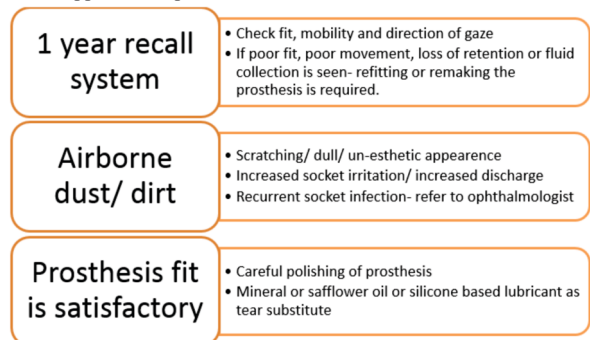 1 year recall
system
• Check fit, mobility and direction of gaze
• If poor fit, poor movement, loss of retention or fluid
collection is seen- refitting or remaking the
prosthesis is required.
Airborne
dust/ dirt
• Scratching/ dull/ un-esthetic appearence
• Increased socket irritation/ increased discharge
• Recurrent socket infection- refer to ophthalmologist
Prosthesis fit
is satisfactory
• Careful polishing of prosthesis
• Mineral or safflower oil or silicone based lubricant as
tear substitute